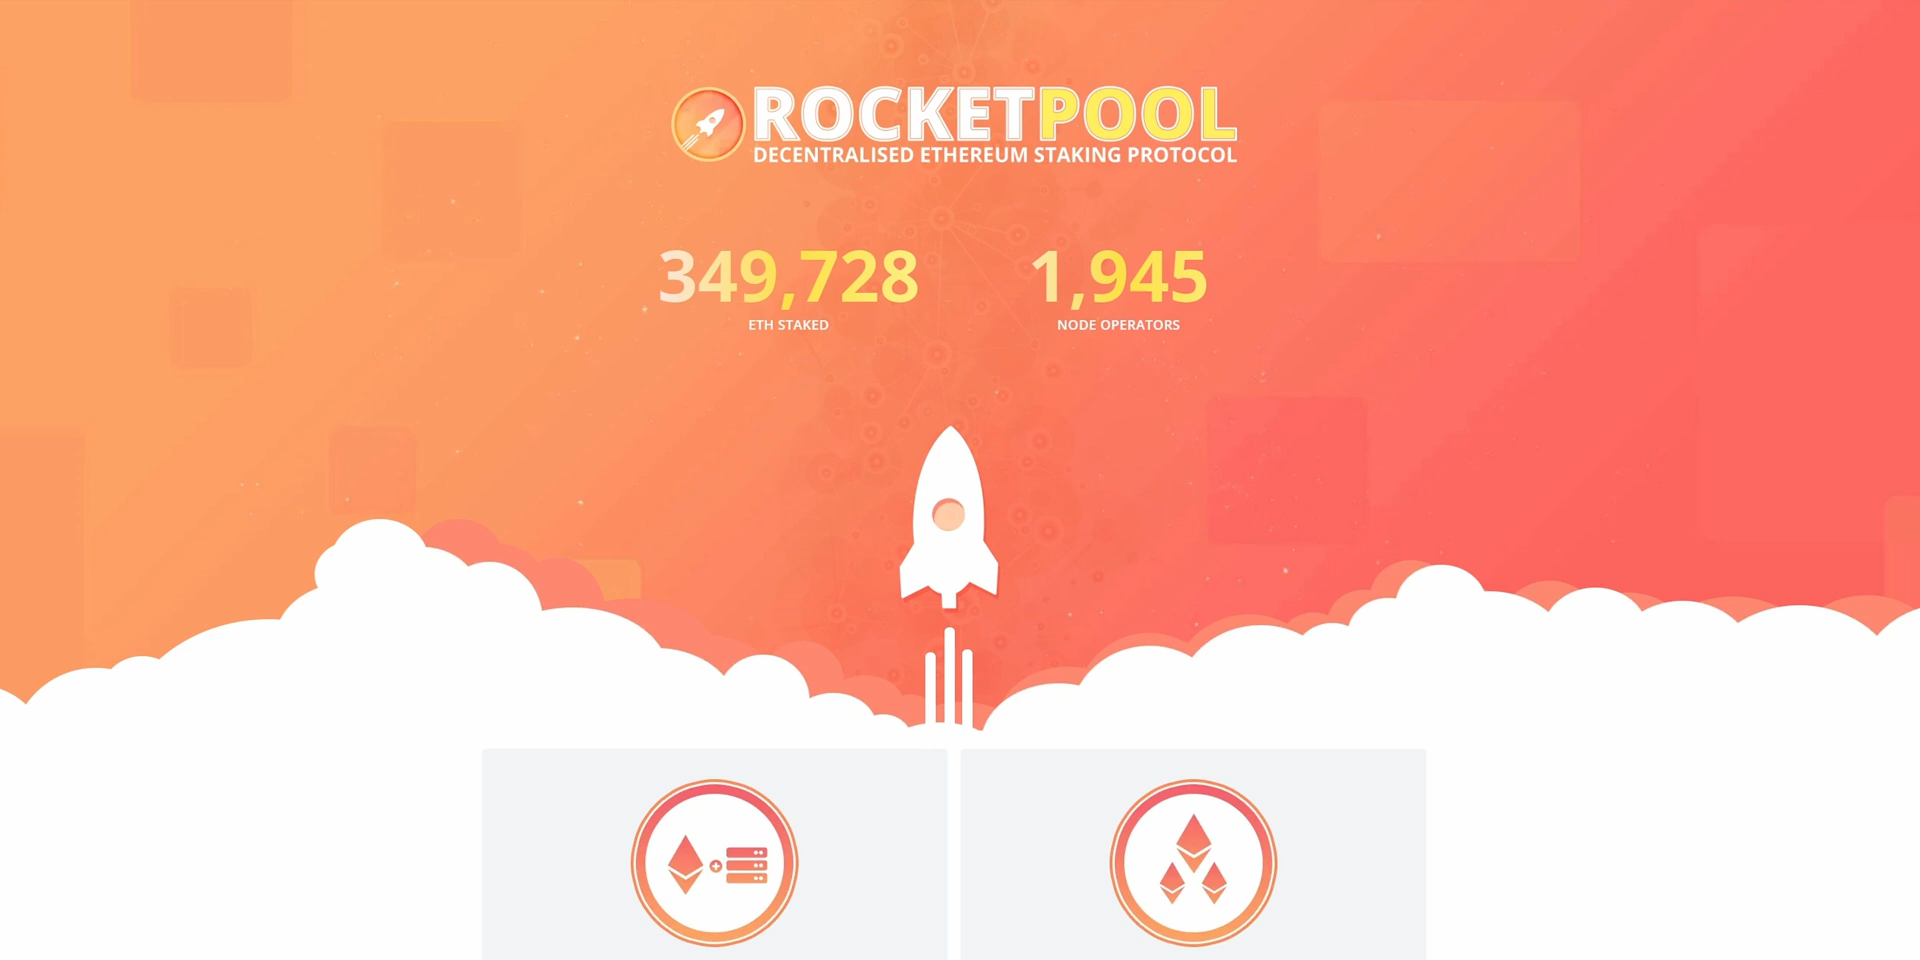 ROCKETPOOL
DECENTRALISED ETHEREUM STAKING PROTOCOL
349,728
1,945
ETH STAKED
NODE OPERATORS